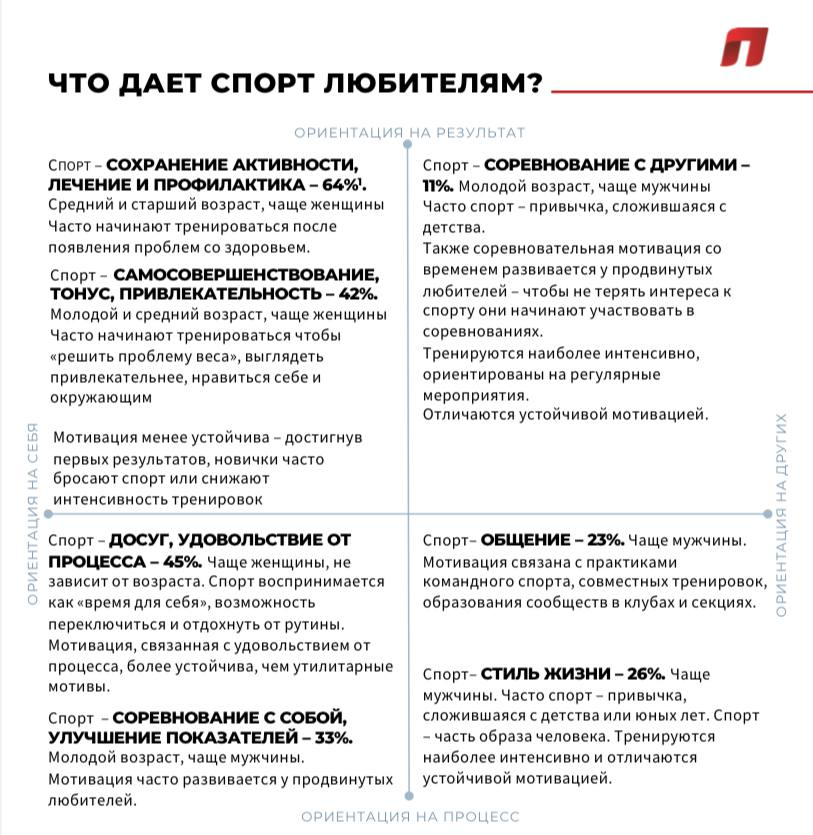 ЧТО ДАЕТ СПОРТ ЛЮБИТЕЛЯМ?
П
ОРИЕНТАЦИЯ НА РЕЗУЛЬТАТ
Спорт – СОХРАНЕНИЕ АКТИВНОСТИ,
ЛЕЧЕНИЕ И ПРОФИЛАКТИКА – 64%¹.
Средний и старший возраст, чаще женщины
Часто начинают тренироваться после
появления проблем со здоровьем.
Спорт – САМОСОВЕРШЕНСТВОВАНИЕ,
ТОНУС, ПРИВЛЕКАТЕЛЬНОСТЬ – 42%.
Молодой и средний возраст, чаще женщины
Часто начинают тренироваться чтобы
«решить проблему веса», выглядеть
привлекательнее, нравиться себе и
окружающим
Мотивация менее устойчива – достигнув
первых результатов, новички часто
бросают спорт или снижают
интенсивность тренировок
Спорт – СОРЕВНОВАНИЕ С ДРУГИМИ –
11%. Молодой возраст, чаще мужчины
Часто спорт – привычка, сложившаяся с
детства.
Также соревновательная мотивация со
временем развивается у продвинутых
любителей – чтобы не терять интереса к
спорту они начинают участвовать в
соревнованиях.
Тренируются наиболее интенсивно,
ориентированы на регулярные
мероприятия.
Отличаются устойчивой мотивацией.
ОРИЕНТАЦИЯ НА СЕБЯ
ОРИЕНТАЦИЯ НА ДРУГИХ
Спорт – ДОСУГ, УДОВОЛЬСТВИЕ ОТ
ПРОЦЕССА – 45%. Чаще женщины, не
зависит от возраста. Спорт воспринимается
как «время для себя», возможность
переключиться и отдохнуть от рутины.
Мотивация, связанная с удовольствием от
процесса, более устойчива, чем утилитарные
мотивы.
Спорт – СОРЕВНОВАНИЕ С СОБОЙ,
УЛУЧШЕНИЕ ПОКАЗАТЕЛЕЙ – 33%.
Молодой возраст, чаще мужчины.
Мотивация часто развивается у продвинутых
любителей.
Спорт– ОБЩЕНИЕ – 23%. Чаще мужчины.
Мотивация связана с практиками
командного спорта, совместных тренировок,
образования сообществ в клубах и секциях.
Спорт– СТИЛЬ ЖИЗНИ – 26%. Чаще
мужчины. Часто спорт – привычка,
сложившаяся с детства или юных лет. Спорт
– часть образа человека. Тренируются
наиболее интенсивно и отличаются
устойчивой мотивацией.
ОРИЕНТАЦИЯ НА ПРОЦЕСС